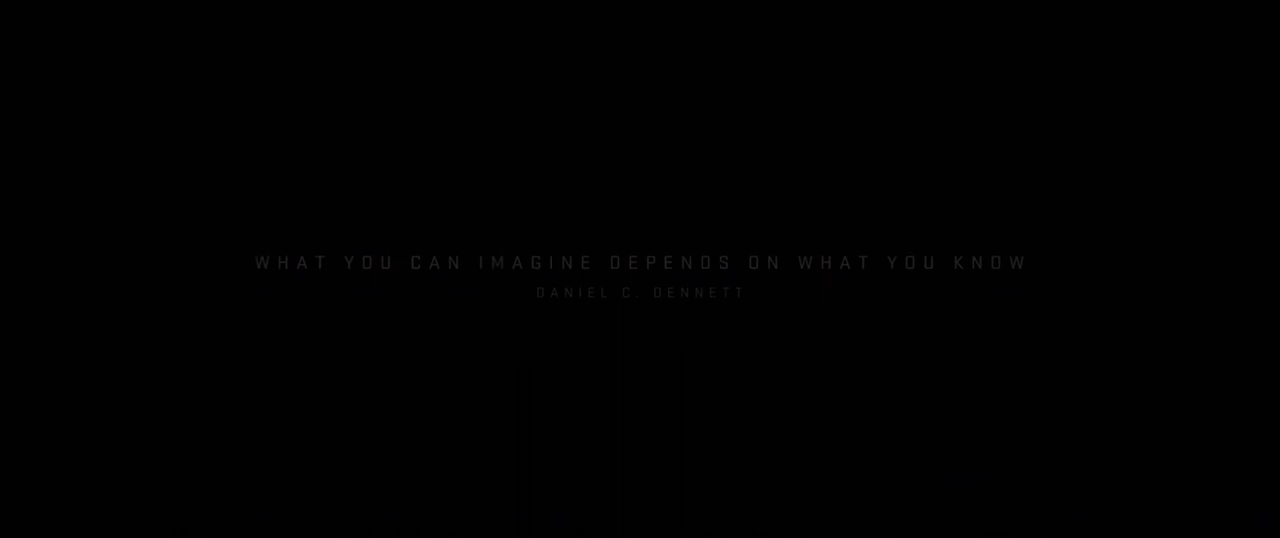 WHAT YOU CAN IMAGINE DEPENDS ON WHAT YOU KNOW
DANIEL C. DENNETT